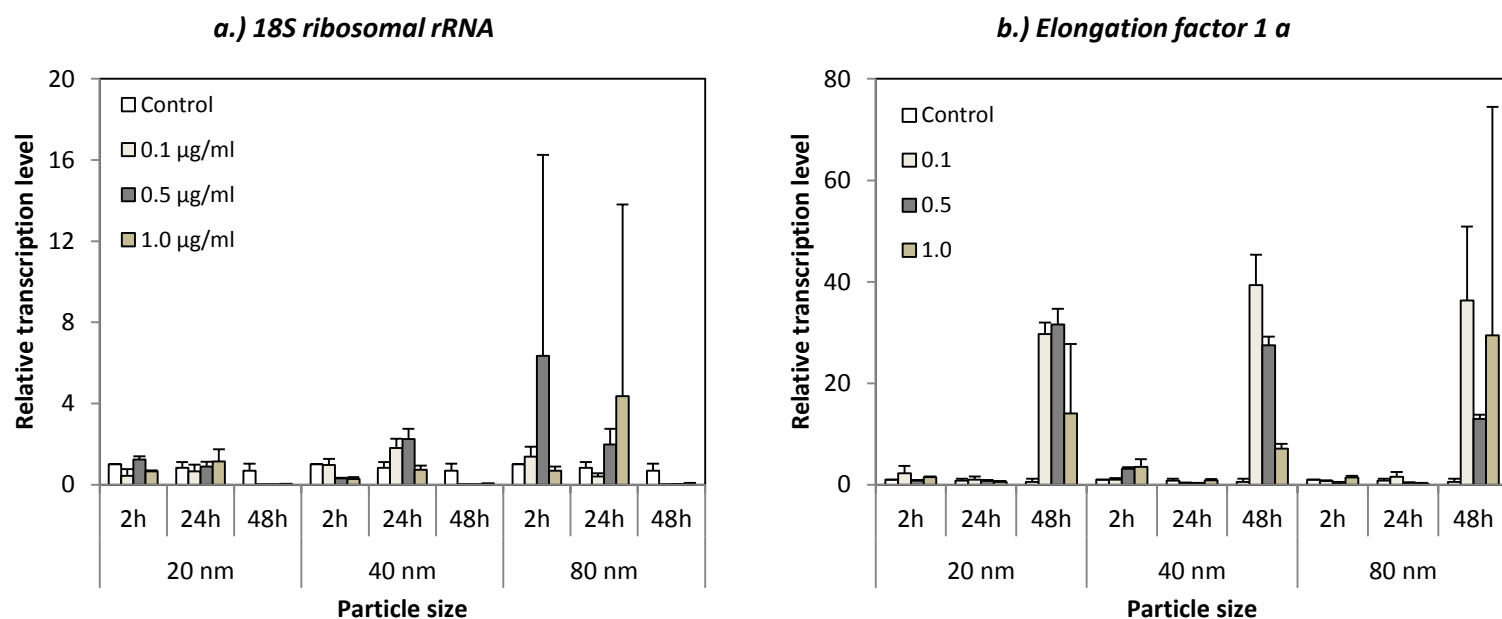 a.) 18S ribosomal rRNA
20
16
12
8
4
0
Relative transcription level
Control
0.1 µg/ml
0.5 µg/ml
1.0 µg/ml
2h 24h 48h 2h 24h 48h 2h 24h 48h
20 nm 40 nm 80 nm
Particle size
b.) Elongation factor 1 a
80
60
40
20
0
Relative transcription level
Control
0.1
0.5
1.0
2h 24h 48h 2h 24h 48h 2h 24h 48h
20 nm 40 nm 80 nm
Particle size